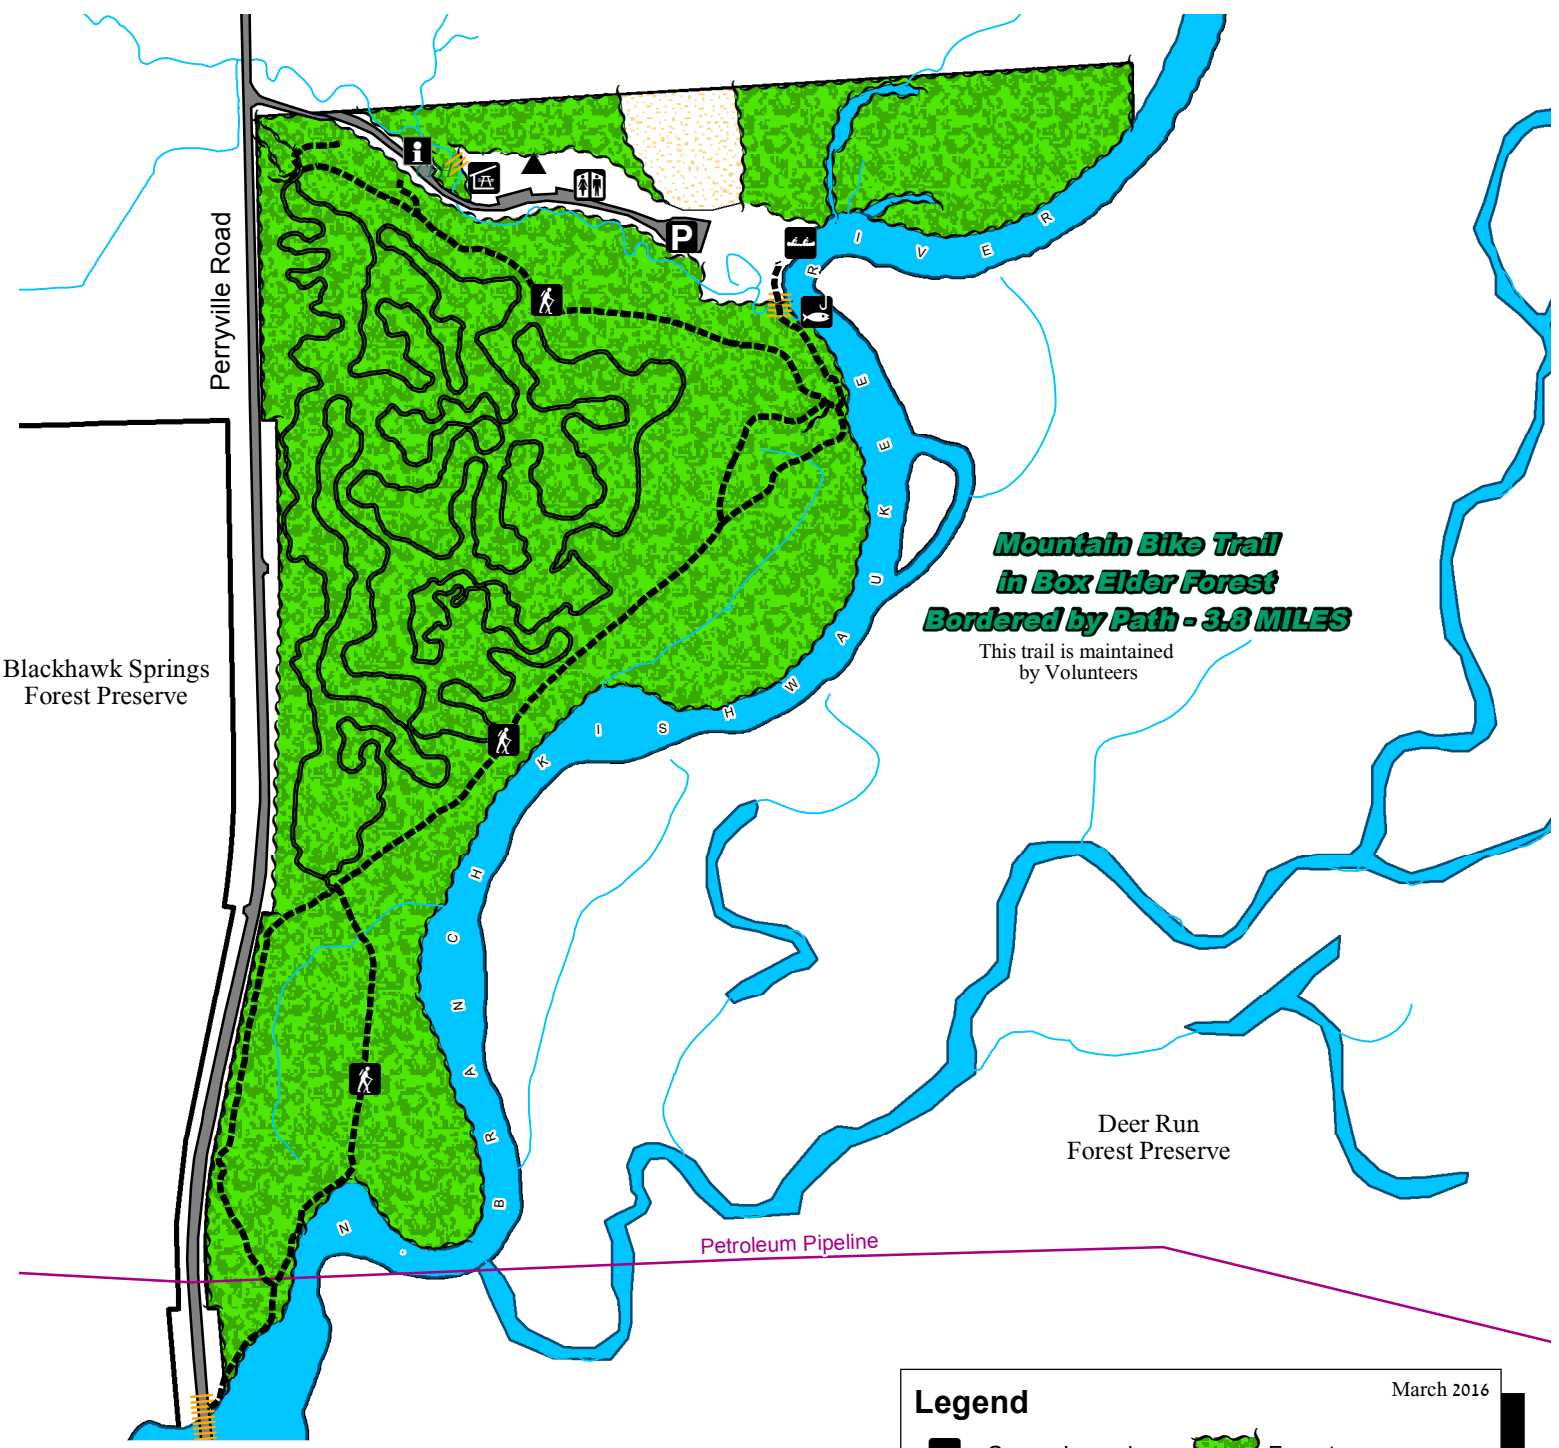 Perryville Road
P
R I V E R
Mountain Bike Trail
in Box Elder Forest
Bordered by Path - 3.8 MILES
This trail is maintained
by Volunteers
Blackhawk Springs
Forest Preserve
N . BRANCH KISHWAUKEE
Deer Run
Forest Preserve
Petroleum Pipeline
March 2016
Legend